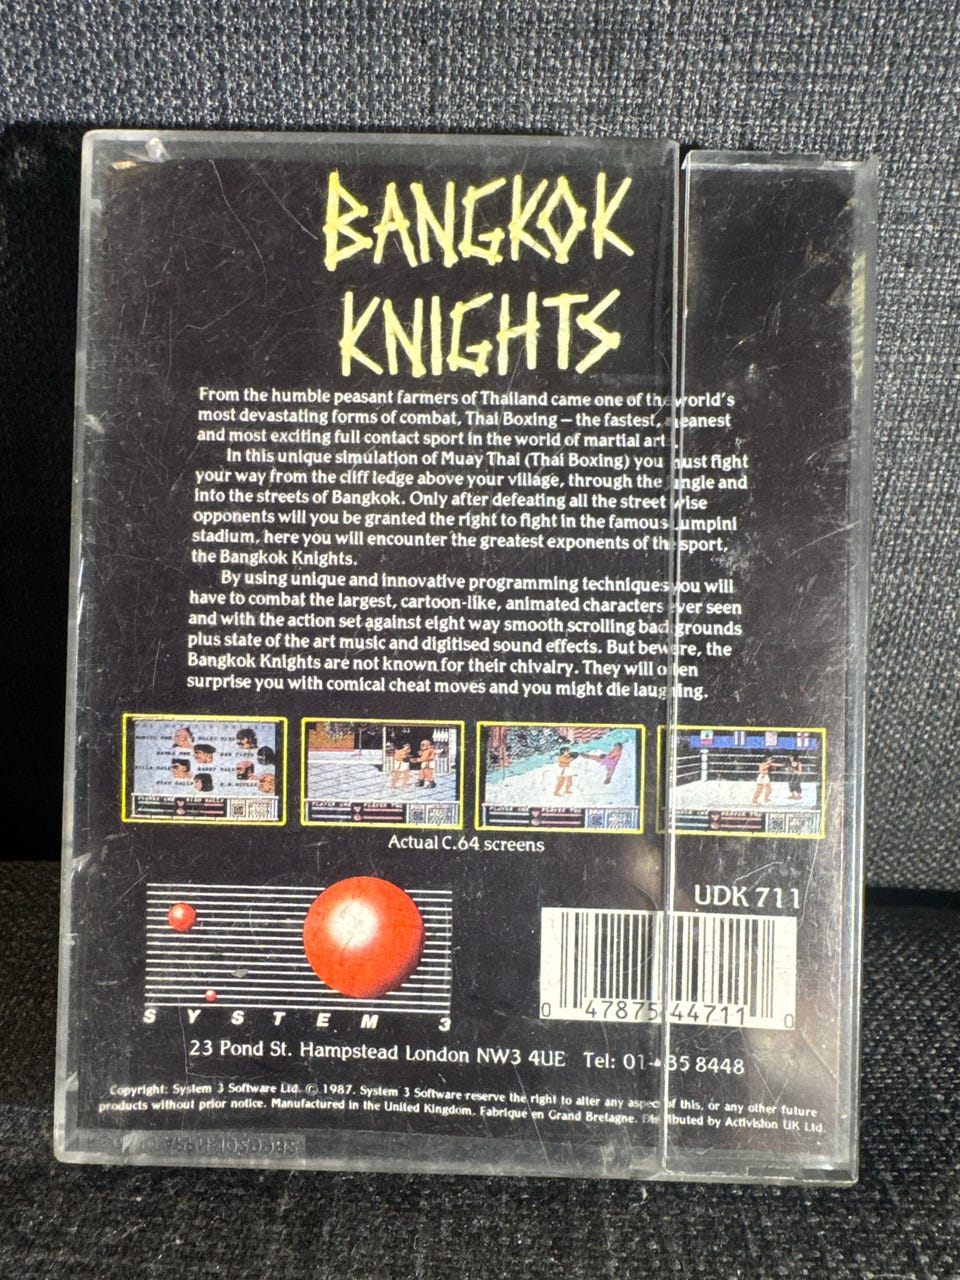 BANGKOK
KNIGHTS
From the humble peasant farmers of Thailand came one of the world's
most devastating forms of combat, Thai Boxing – the fastest, meanest
and most exciting full contact sport in the world of martial art
In this unique simulation of Muay Thai (Thai Boxing) you must fight
your way from the cliff ledge above your village, through the jungle and
into the streets of Bangkok. Only after defeating all the street wise
opponents will you be granted the right to fight in the famous Lumpini
stadium, here you will encounter the greatest exponents of the sport,
the Bangkok Knights.
By using unique and innovative programming techniques you will
have to combat the largest, cartoon-like, animated characters ever seen
and with the action set against eight way smooth scrolling backgrounds
plus state of the art music and digitised sound effects. But beware, the
Bangkok Knights are not known for their chivalry. They will often
surprise you with comical cheat moves and you might die laughing.
Actual C.64 screens
UDK 711
0 47875 44711 0
SYSTEM 3
23 Pond St. Hampstead London NW3 4UE Tel: 01-435 8448
Copyright: System 3 Software Ltd. © 1987. System 3 Software reserve the right to alter any aspect of this, or any other future
products without prior notice. Manufactured in the United Kingdom. Fabriqué en Grand Bretagne. Distributed by Activision UK Ltd.